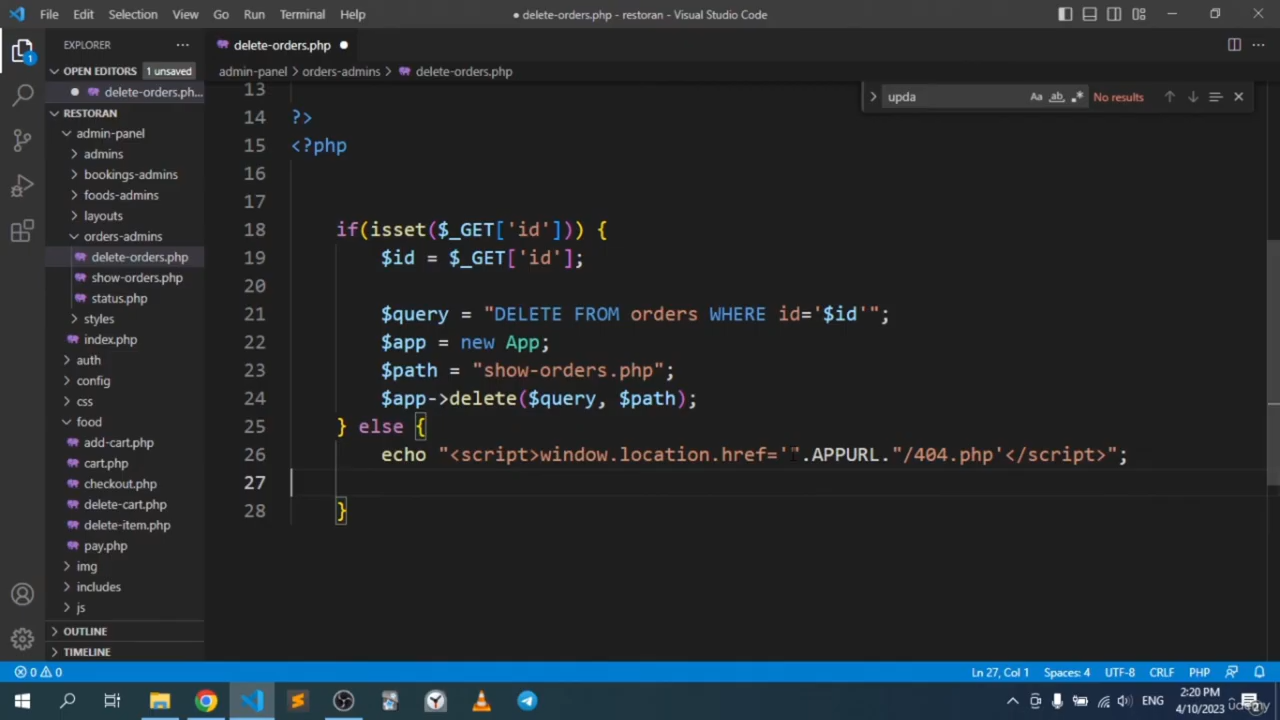 File Edit Selection View Go Run Terminal Help
● delete-orders.php - restoran - Visual Studio Code
EXPLORER
delete-orders.php
OPEN EDITORS 1 unsaved
admin-panel > orders-admins > delete-orders.php
delete-orders.ph...
RESTORAN
admin-panel
admins
bookings-admins
foods-admins
layouts
orders-admins
delete-orders.php
show-orders.php
status.php
styles
index.php
auth
config
css
food
add-cart.php
cart.php
checkout.php
delete-cart.php
delete-item.php
pay.php
img
includes
js
OUTLINE
TIMELINE
upda Aa ab .* No results
13
14 ?>
15 <?php
16
17
18 if(isset($_GET['id'])) {
19 $id = $_GET['id'];
20
21 $query = "DELETE FROM orders WHERE id='$id'";
22 $app = new App;
23 $path = "show-orders.php";
24 $app->delete($query, $path);
25 } else {
26 echo "<script>window.location.href='".APPURL."/404.php'</script>";
27
28 }
1
0 0 Ln 27, Col 1 Spaces: 4 UTF-8 CRLF PHP
ENG 2:20 PM
4/10/2023
udemy